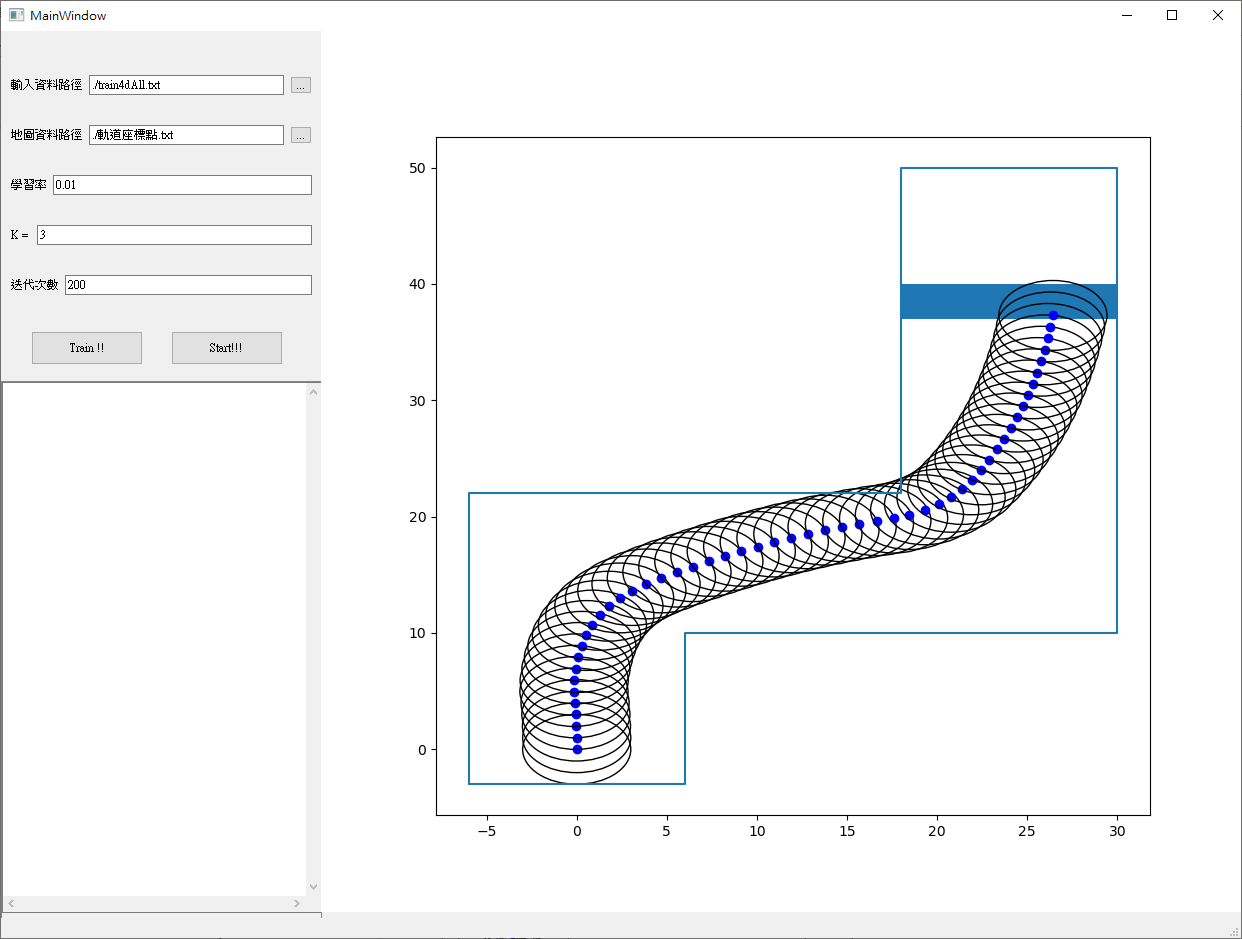 MainWindow
輸入資料路徑 ./train4dAll.txt ...
地圖資料路徑 ./軌道座標點.txt ...
學習率 0.01
K = 3
迭代次數 200
Train !! Start!!!
50
40
30
20
10
0
−5 0 5 10 15 20 25 30